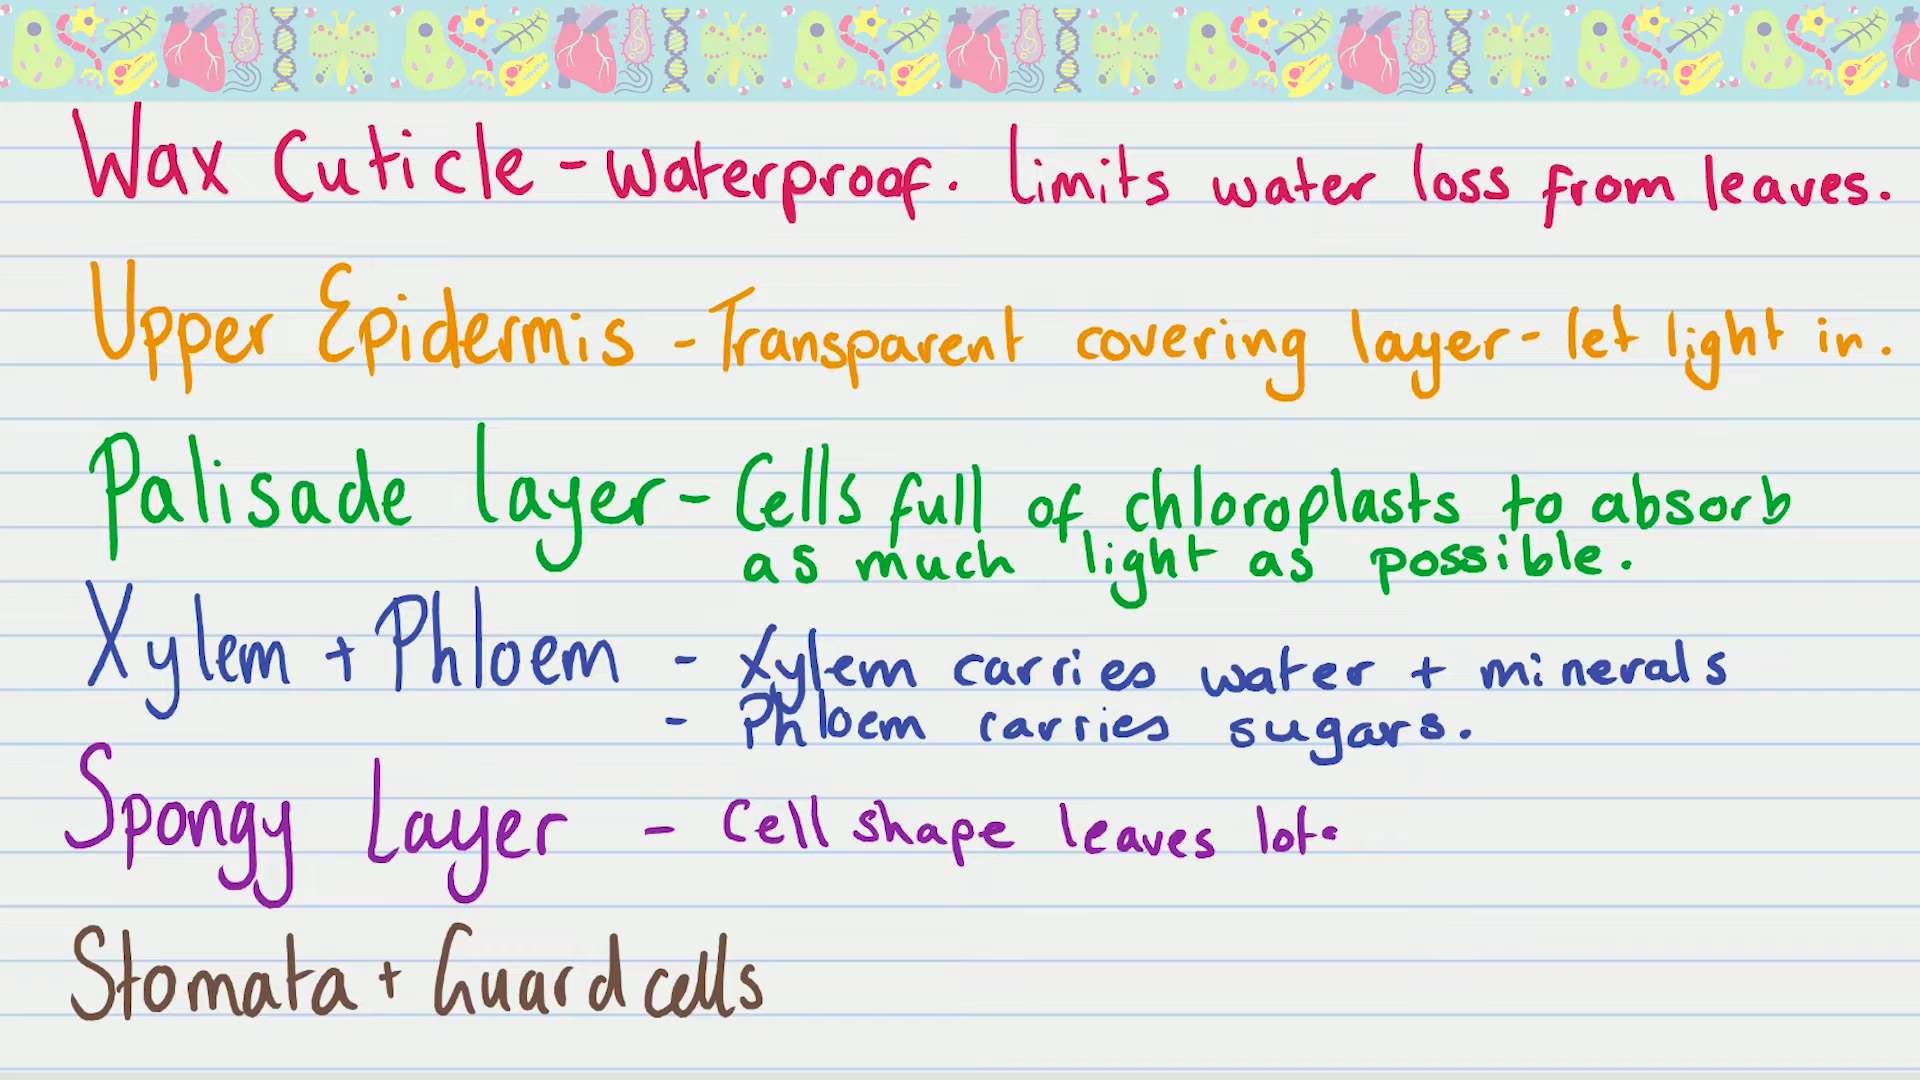 Wax Cuticle - Waterproof. Limits water loss from leaves.
Upper Epidermis - Transparent covering layer - let light in.
Palisade layer - Cells full of chloroplasts to absorb
as much light as possible.
Xylem + Phloem - Xylem carries water + minerals
- Phloem carries sugars.
Spongy Layer - Cell shape leaves lot
Stomata + Guard cells